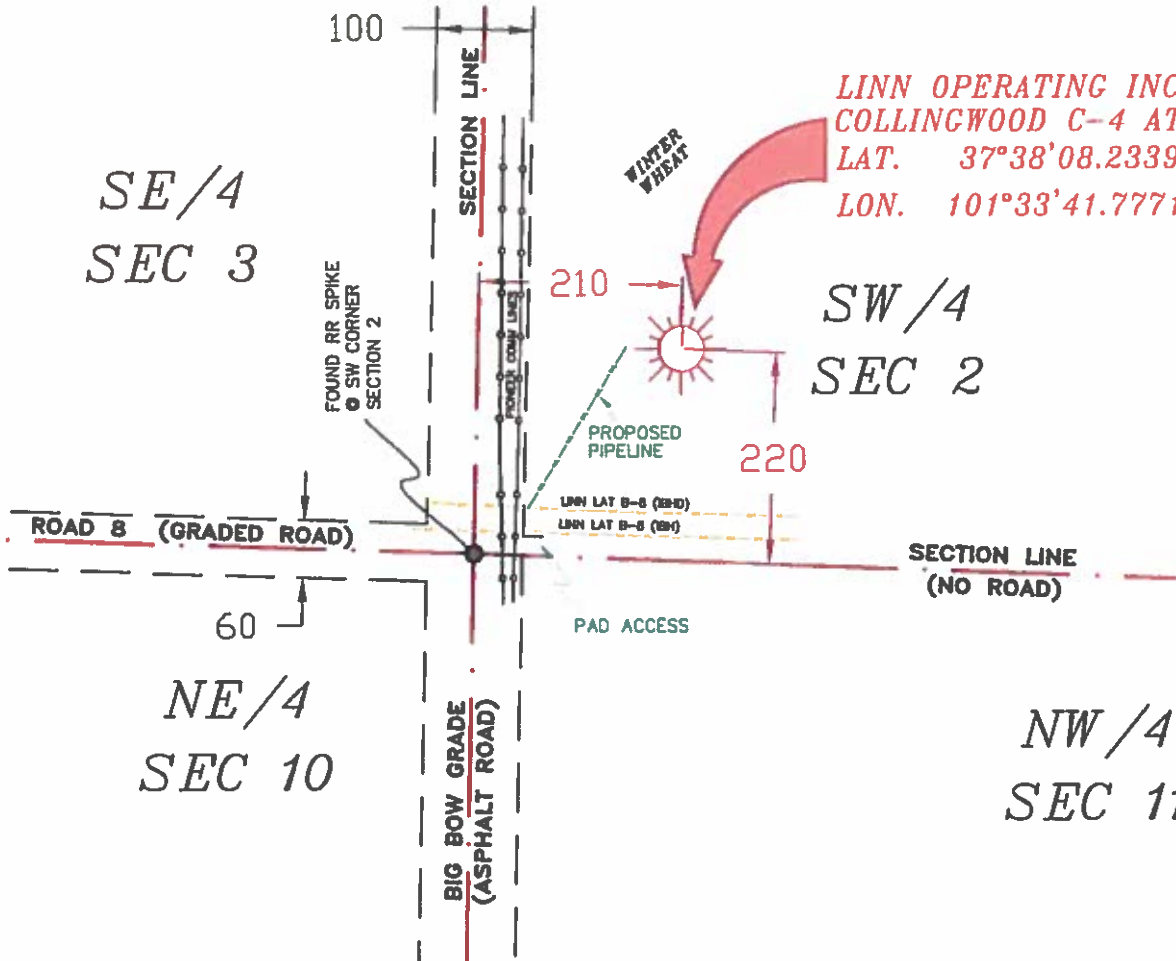 100
SECTION LINE
LINN OPERATING INC
COLLINGWOOD C-4 AT
LAT. 37°38'08.2339
LON. 101°33'41.7771
WINTER
WHEAT
SE/4
SEC 3
FOUND RR SPIKE
@ SW CORNER
SECTION 2
PIONEER COMM LINES
210
SW/4
SEC 2
PROPOSED
PIPELINE
220
LINN LAT B-8
LINN LAT B-8
ROAD 8 (GRADED ROAD)
SECTION LINE
(NO ROAD)
60
PAD ACCESS
NE/4
SEC 10
BIG BOW GRADE
(ASPHALT ROAD)
NW/4
SEC 11